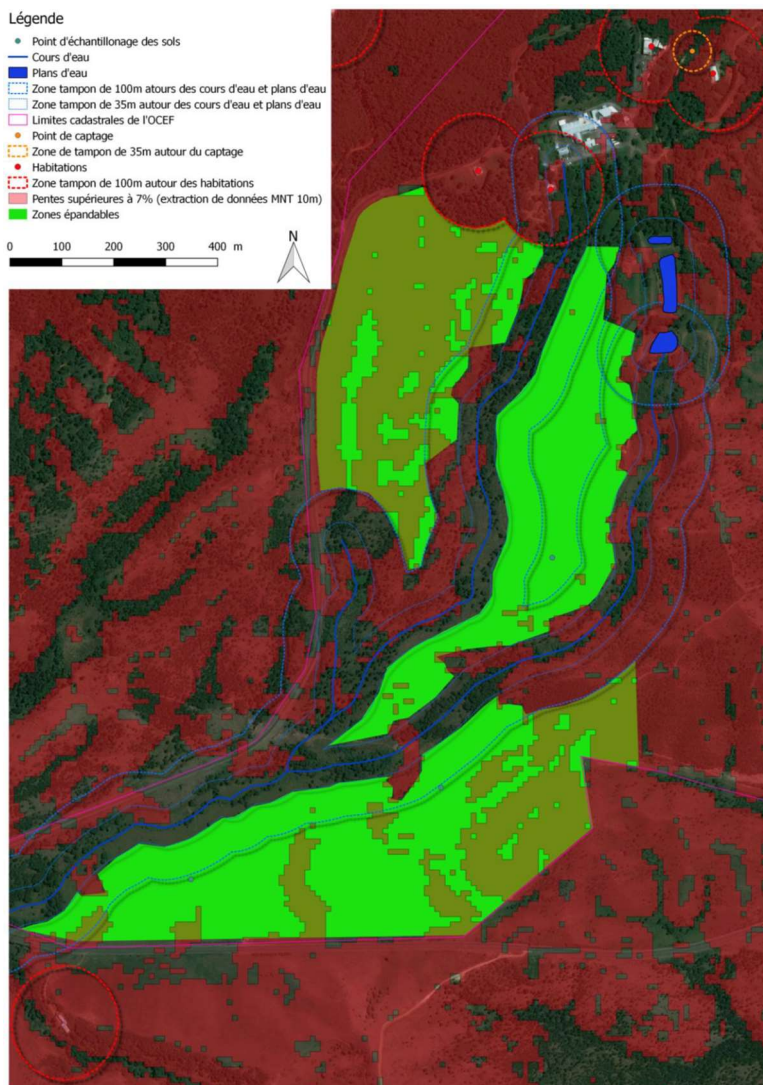 Légende
Point d'échantillonage des sols
Cours d'eau
Plans d'eau
Zone tampon de 100m atours des cours d'eau et plans d'eau
Zone tampon de 35m autour des cours d'eau et plans d'eau
Limites cadastrales de l'OCEF
Point de captage
Zone de tampon de 35m autour du captage
Habitations
Zone tampon de 100m autour des habitations
Pentes supérieures à 7% (extraction de données MNT 10m)
Zones épandables
0 100 200 300 400 m
N